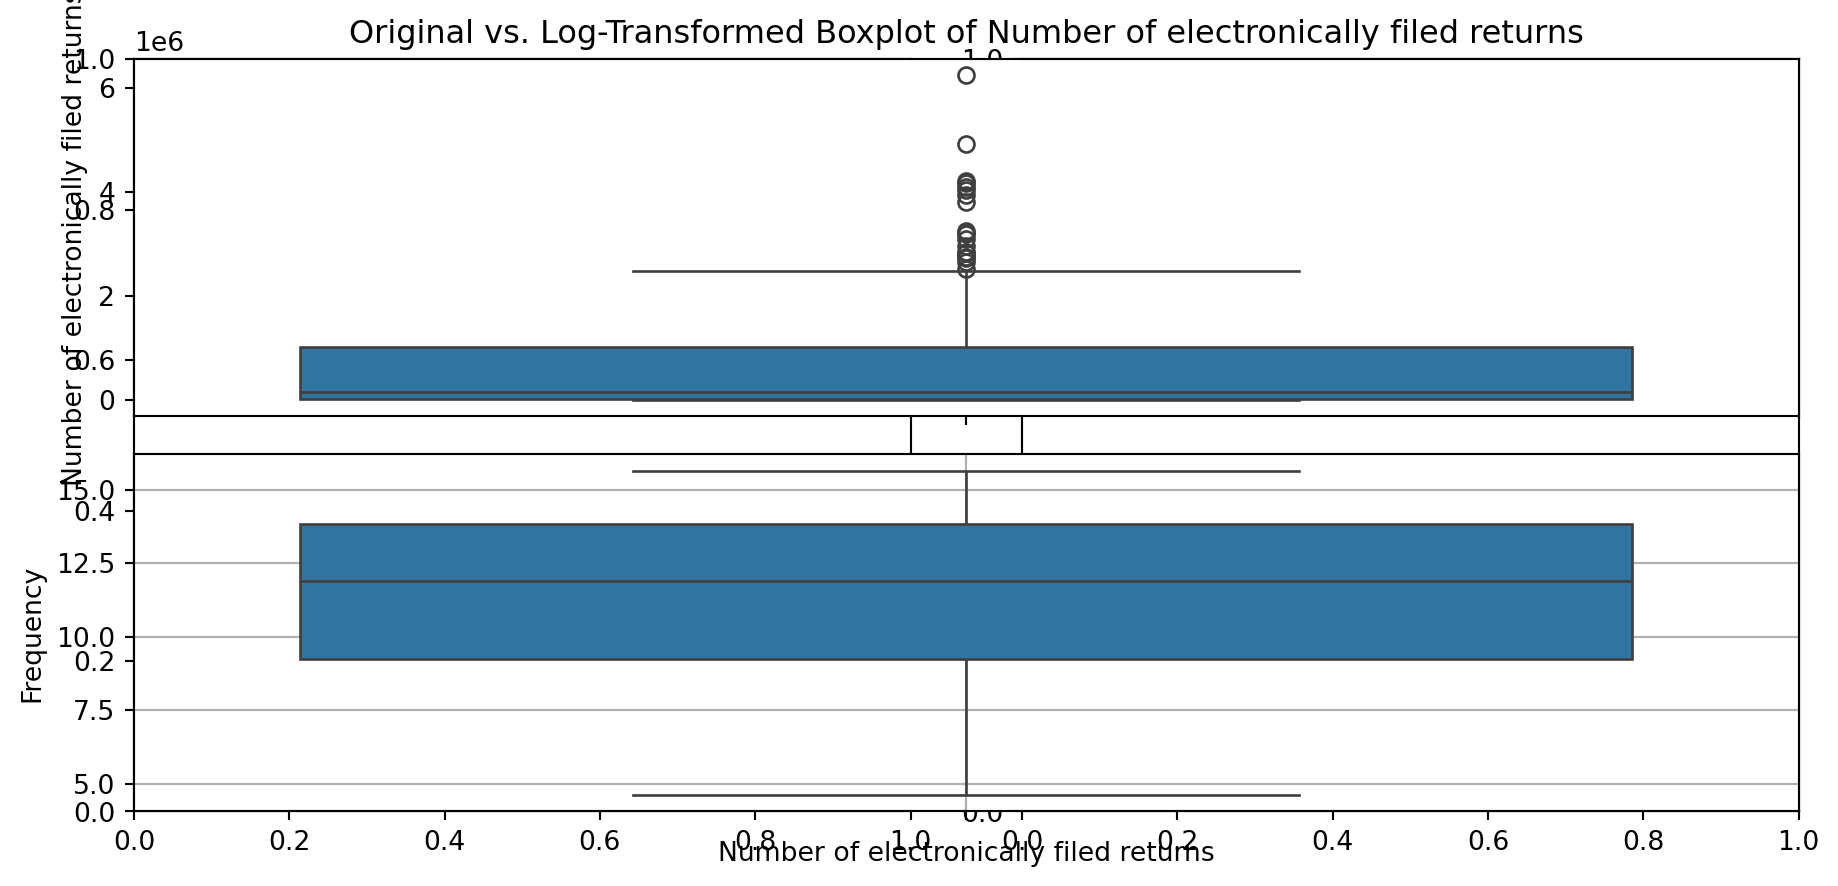 Original vs. Log-Transformed Boxplot of Number of electronically filed returns
1e6
1.0
1.0
6
4
0.8
2
0.6
0
Number of electronically filed returns
15.0
0.4
12.5
10.0
0.2
7.5
5.0
0.0
0.0
Frequency
0.0 0.2 0.4 0.6 0.8 1.0 0.0 0.2 0.4 0.6 0.8 1.0
Number of electronically filed returns